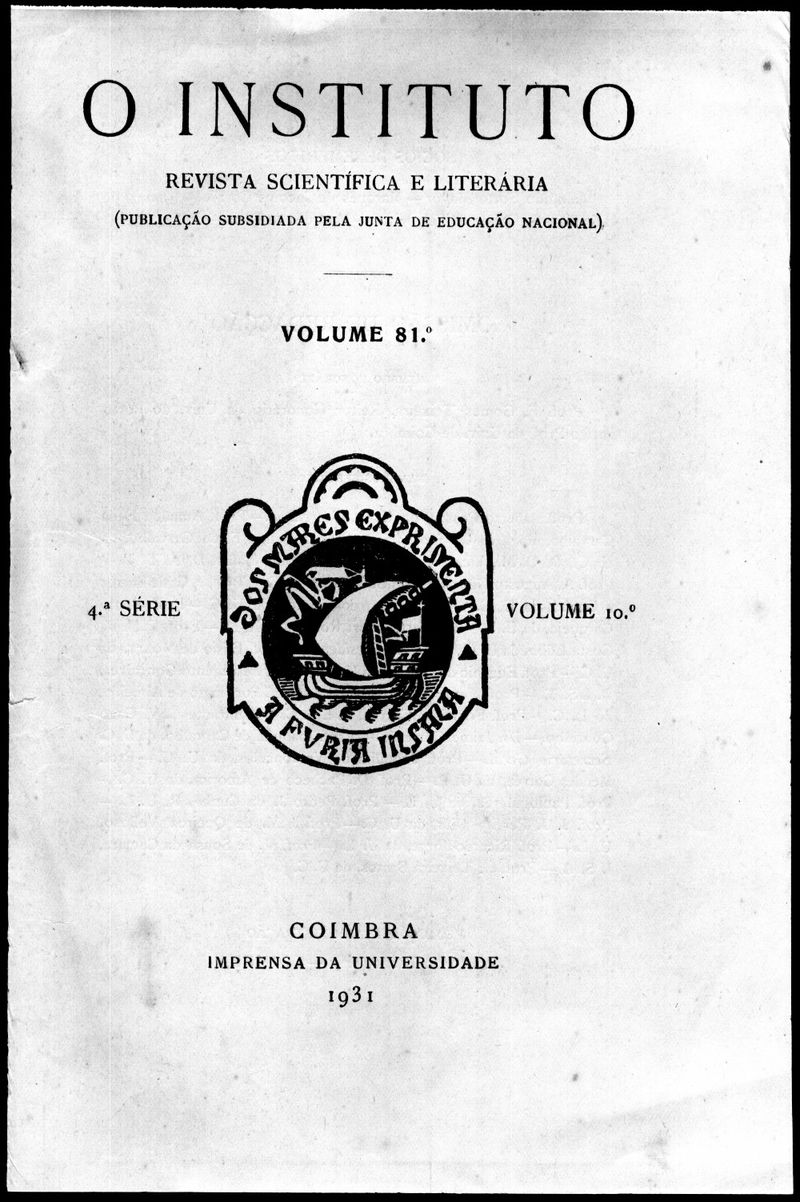 O INSTITUTO
REVISTA SCIENTÍFICA E LITERÁRIA
(PUBLICAÇÃO SUBSIDIADA PELA JUNTA DE EDUCAÇÃO NACIONAL)
VOLUME 81.º
DOS MARES EXPRIMENTA
A FVRIA INSANA
4.ª SÉRIE
VOLUME 10.º
COIMBRA
IMPRENSA DA UNIVERSIDADE
1931